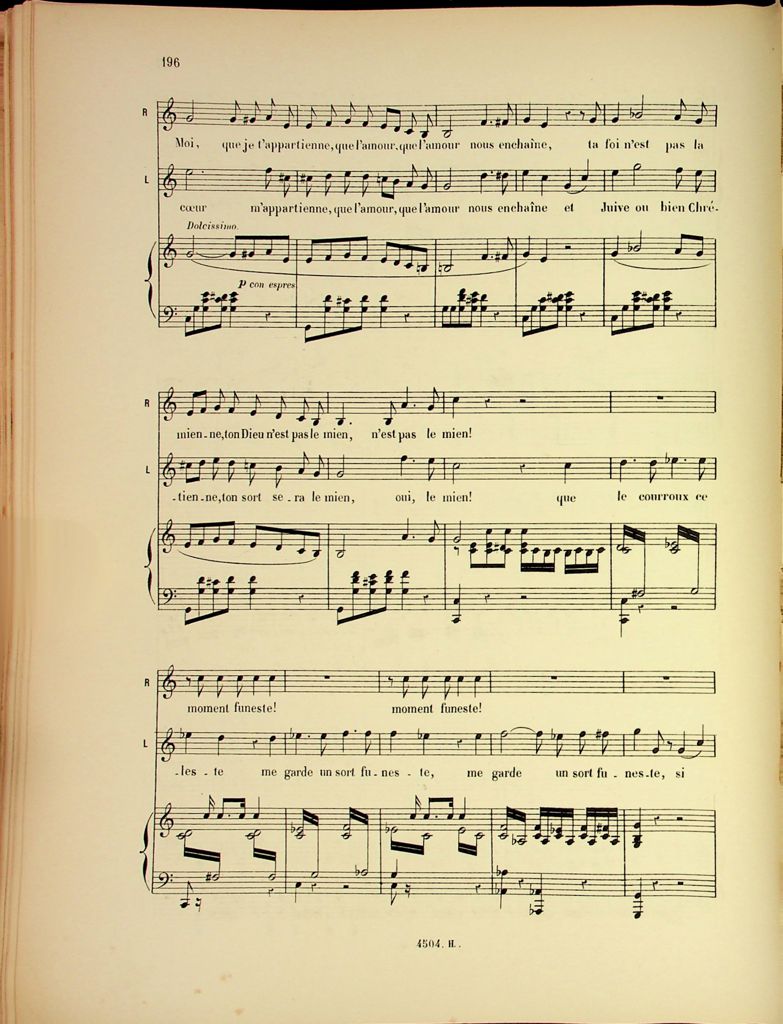 196
R
Moi, que je t'appartienne, que l'amour, que l'amour nous enchaîne, ta foi n'est pas la
L
cœur m'appartienne, que l'amour, que l'amour nous enchaîne et Juive ou bien Chré-
Dolcissimo.
p con espres.
R
mien-ne, ton Dieu n'est pas le mien, n'est pas le mien!
L
-tien-ne, ton sort se-ra le mien, oui, le mien! que le courroux ce
R
moment funeste! moment funeste!
L
-les-te me garde un sort fu-nes-te, me garde un sort fu-nes-te, si
4504. H.